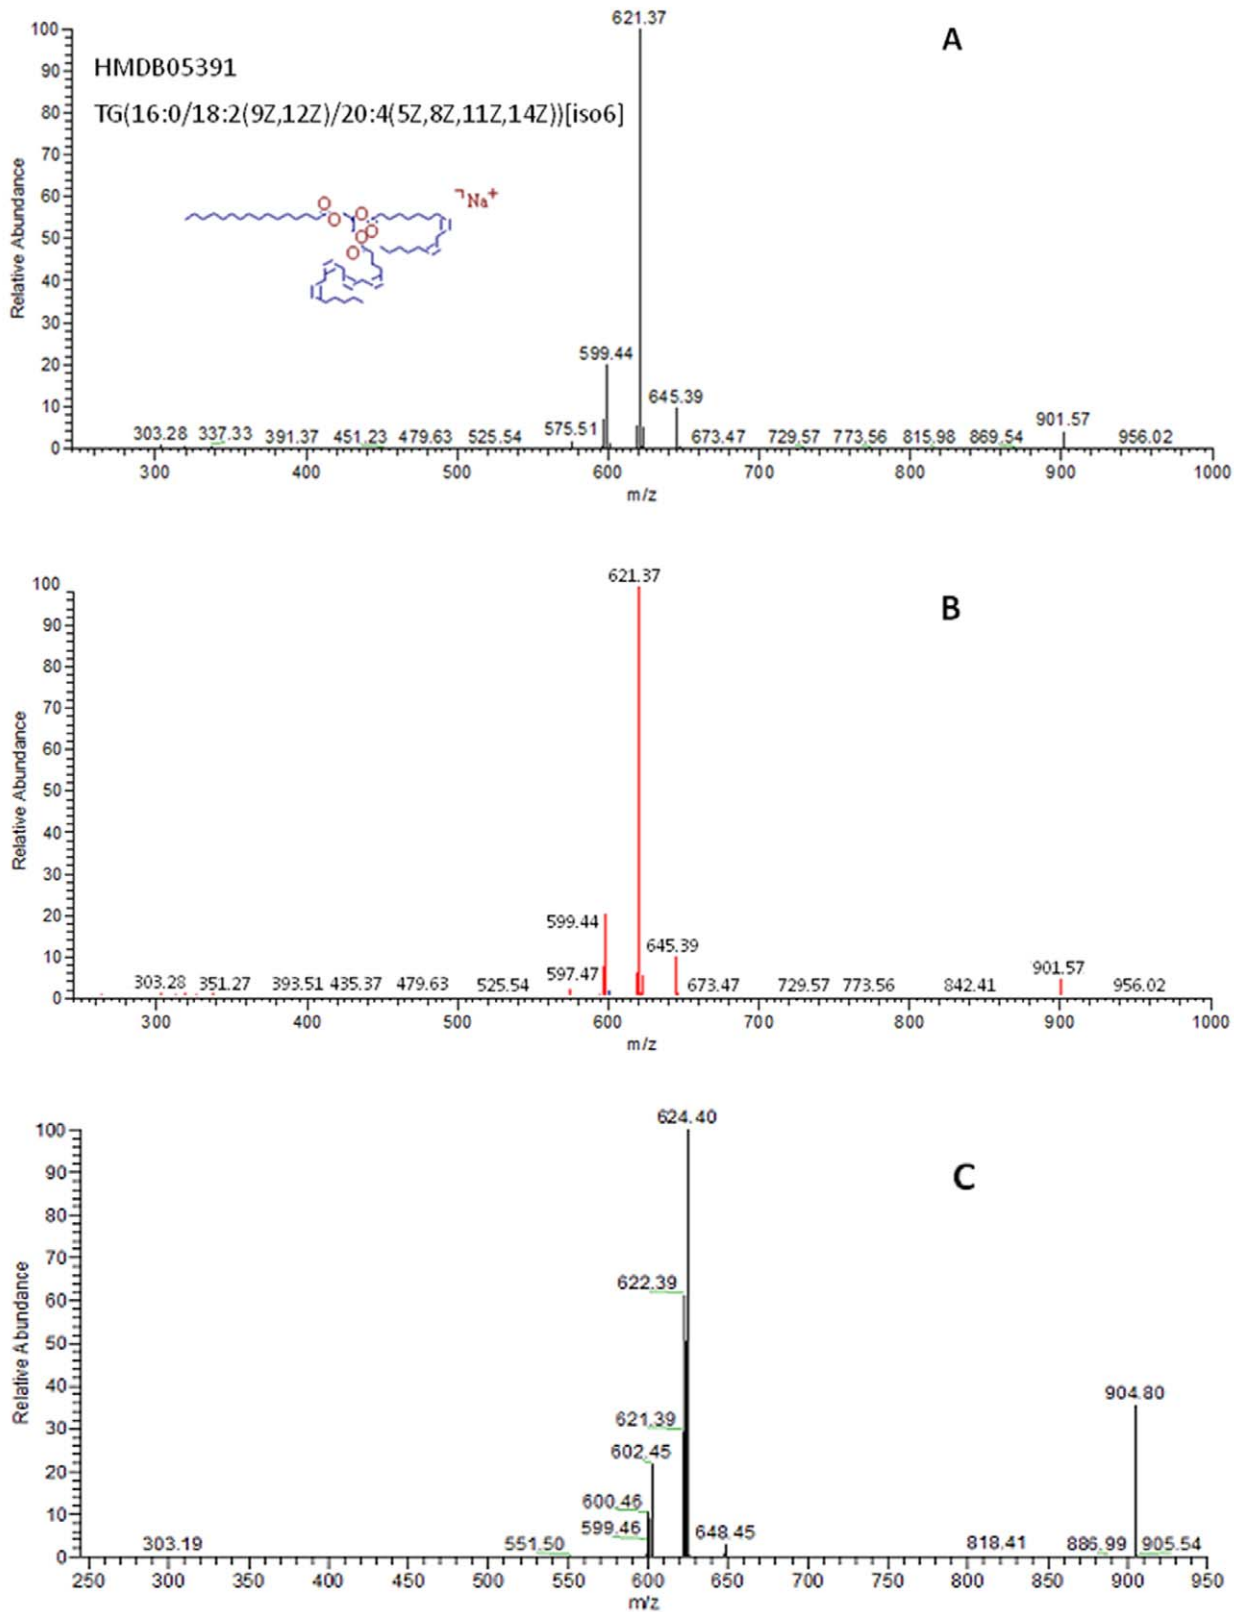 621.37
A
100
90
80
70
60
50
40
30
20
10
0
Relative Abundance
HMDB05391
TG(16:0/18:2(9Z,12Z)/20:4(5Z,8Z,11Z,14Z))[iso6]
O
O
O
O
O
O
¬Na+
599.44
645.39
303.28 337.33 391.37 451.23 479.63 525.54 575.51 673.47 729.57 773.56 815.98 869.54 901.57 956.02
300 400 500 600 700 800 900 1000
m/z
621.37
B
100
90
80
70
60
50
40
30
20
10
0
Relative Abundance
599.44
645.39
303.28 351.27 393.51 435.37 479.63 525.54 597.47 673.47 729.57 773.56 842.41 901.57 956.02
300 400 500 600 700 800 900 1000
m/z
624.40
C
100
90
80
70
60
50
40
30
20
10
0
Relative Abundance
622.39
904.80
621.39
602.45
600.46
599.46
648.45
303.19 551.50 818.41 886.99 905.54
250 300 350 400 450 500 550 600 650 700 750 800 850 900 950
m/z